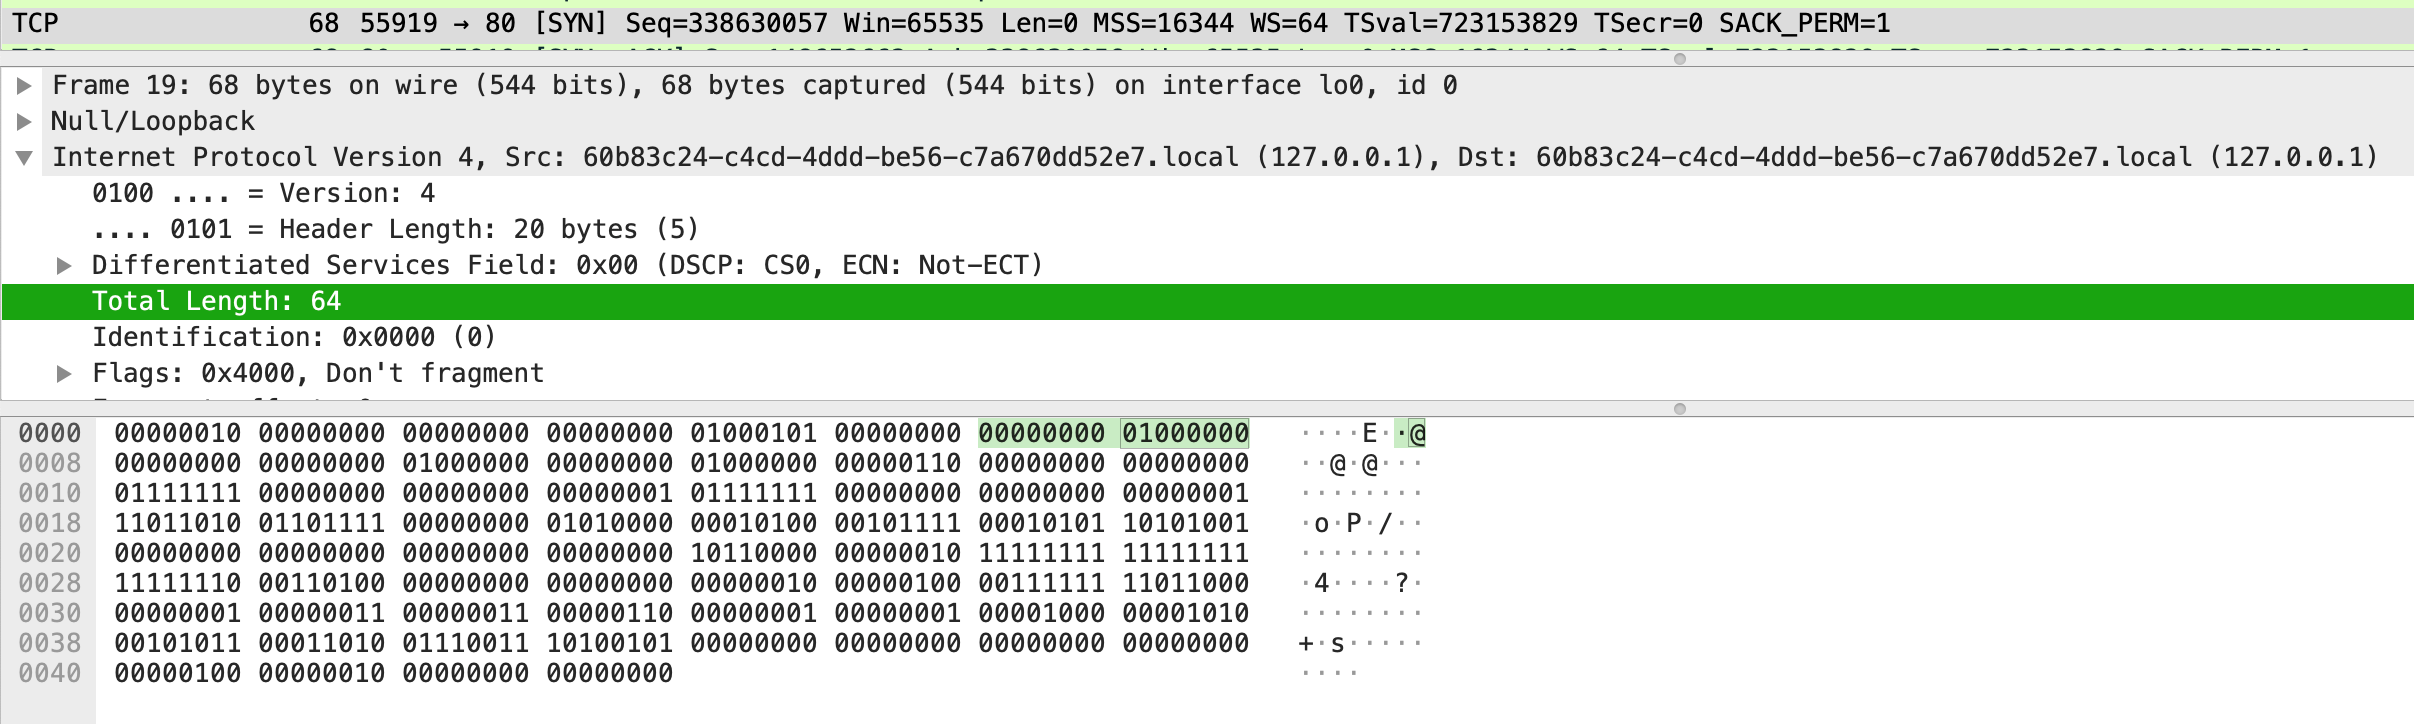 TCP 68 55919 → 80 [SYN] Seq=338630057 Win=65535 Len=0 MSS=16344 WS=64 TSval=723153829 TSecr=0 SACK_PERM=1
Frame 19: 68 bytes on wire (544 bits), 68 bytes captured (544 bits) on interface lo0, id 0
Null/Loopback
Internet Protocol Version 4, Src: 60b83c24-c4cd-4ddd-be56-c7a670dd52e7.local (127.0.0.1), Dst: 60b83c24-c4cd-4ddd-be56-c7a670dd52e7.local (127.0.0.1)
0100 .... = Version: 4
.... 0101 = Header Length: 20 bytes (5)
Differentiated Services Field: 0x00 (DSCP: CS0, ECN: Not-ECT)
Total Length: 64
Identification: 0x0000 (0)
Flags: 0x4000, Don't fragment
0000 00000010 00000000 00000000 00000000 01000101 00000000 00000000 01000000 ····E··@
0008 00000000 00000000 01000000 00000000 01000000 00000110 00000000 00000000 ··@·@···
0010 01111111 00000000 00000000 00000001 01111111 00000000 00000000 00000001 ········
0018 11011010 01101111 00000000 01010000 00010100 00101111 00010101 10101001 ·o·P·/··
0020 00000000 00000000 00000000 00000000 10110000 00000010 11111111 11111111 ········
0028 11111110 00110100 00000000 00000000 00000010 00000100 00111111 11011000 ·4····?·
0030 00000001 00000011 00000011 00000110 00000001 00000001 00001000 00001010 ········
0038 00101011 00011010 01110011 10100101 00000000 00000000 00000000 00000000 +·s·····
0040 00000100 00000010 00000000 00000000 ····